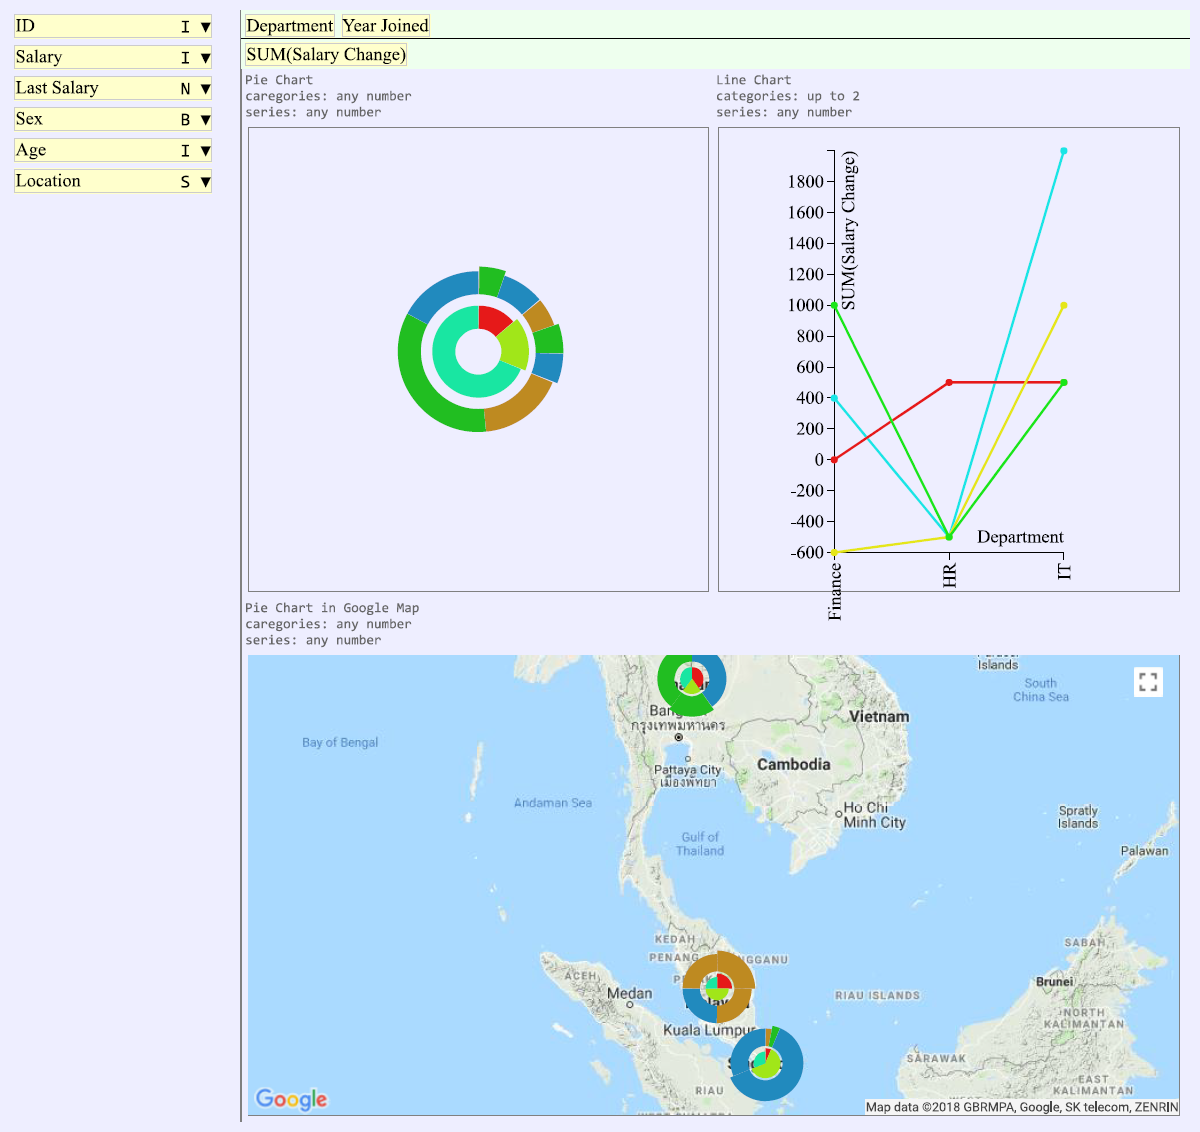 ID I ▼
Salary I ▼
Last Salary N ▼
Sex B ▼
Age I ▼
Location S ▼
Department Year Joined
SUM(Salary Change)
Pie Chart
caregories: any number
series: any number
Line Chart
categories: up to 2
series: any number
SUM(Salary Change)
1800
1600
1400
1200
1000
800
600
400
200
0
-200
-400
-600
Department
Finance
HR
IT
Pie Chart in Google Map
caregories: any number
series: any number
Islands
South
China Sea
Bay of Bengal
Vietnam
กรุงเทพมหานคร
Cambodia
Pattaya City
เมืองพัทยา
Andaman Sea
Ho Chi
Minh City
Spratly
Islands
Gulf of
Thailand
Palawan
KEDAH
PENANG
NGGANU
SABAH
ACEH
Medan
Brunei
RIAU ISLANDS
NORTH
KALIMANTAN
Kuala Lumpur
SARAWAK
EAST
KALIMANTAN
RIAU
Google
Map data ©2018 GBRMPA, Google, SK telecom, ZENRIN